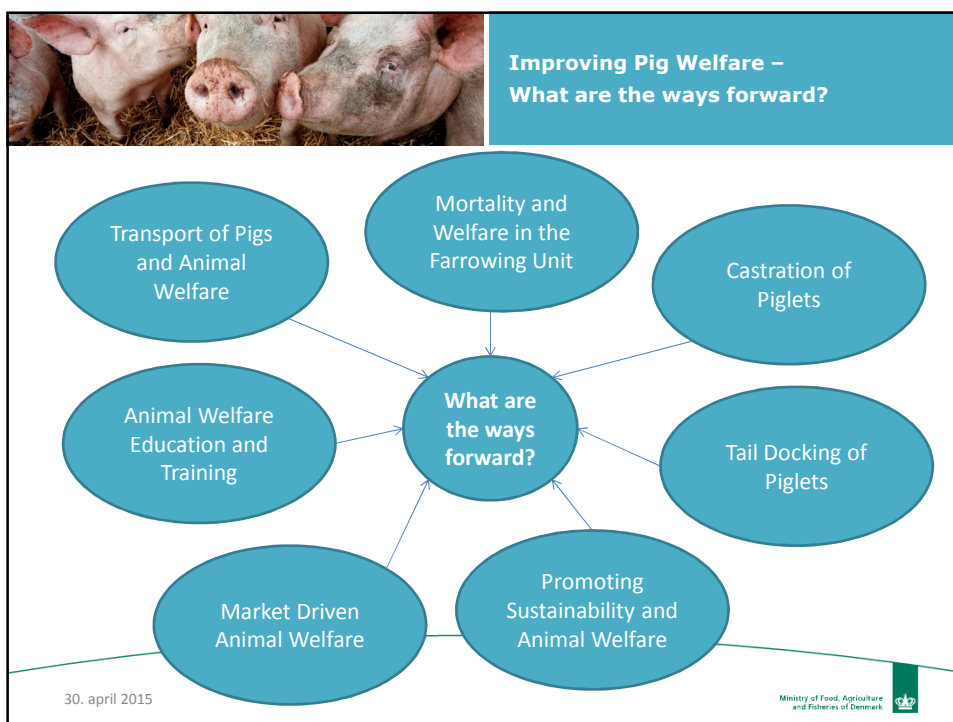 Improving Pig Welfare –
What are the ways forward?
Mortality and
Welfare in the
Farrowing Unit
Transport of Pigs
and Animal
Welfare
Castration of
Piglets
What are
the ways
forward?
Animal Welfare
Education and
Training
Tail Docking of
Piglets
Market Driven
Animal Welfare
Promoting
Sustainability and
Animal Welfare
30. april 2015
Ministry of Food, Agriculture
and Fisheries of Denmark